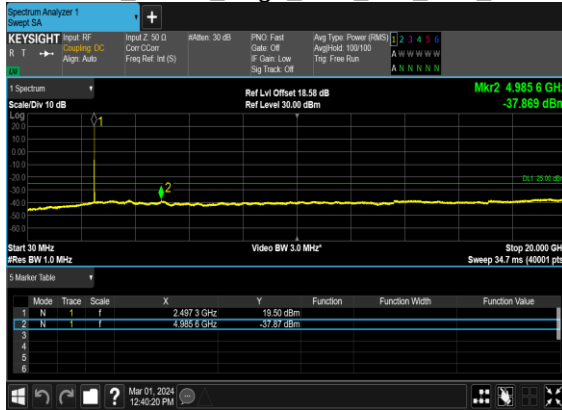 Spectrum Analyzer 1
Swept SA
+
KEYSIGHT
R T
LU
Input: RF
Coupling: DC
Align: Auto
Input Z: 50 Ω
Corr CCorr
Freq Ref: Int (S)
#Atten: 30 dB
PNO: Fast
Gate: Off
IF Gain: Low
Sig Track: Off
Avg Type: Power (RMS)
Avg|Hold: 100/100
Trig: Free Run
1 2 3 4 5 6
A W W W W W
A N N N N N
1 Spectrum
Scale/Div 10 dB
Ref Lvl Offset 18.58 dB
Ref Level 30.00 dBm
Mkr2 4.985 6 GHz
-37.869 dBm
Log
20.0
10.0
0.00
-10.0
-20.0
-30.0
-40.0
-50.0
-60.0
1
2
DL1 -25.00 dBm
Start 30 MHz
#Res BW 1.0 MHz
Video BW 3.0 MHz*
Stop 20.000 GH
Sweep 34.7 ms (40001 pts
5 Marker Table
Mode Trace Scale X Y Function Function Width Function Value
1 N 1 f 2.497 3 GHz 19.50 dBm
2 N 1 f 4.985 6 GHz -37.87 dBm
3
4
5
6
?
Mar 01, 2024
12:40:20 PM